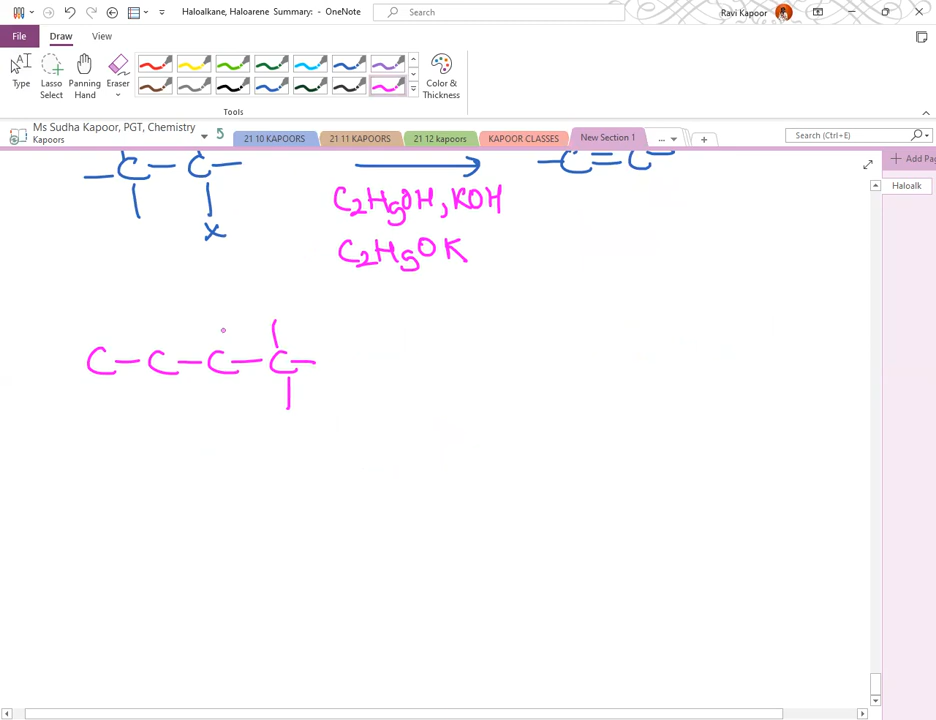 Haloalkane, Haloarene Summary: - OneNote
Search
Ravi Kapoor
File
Draw
View
Type
Lasso Select
Panning Hand
Eraser
Color & Thickness
Tools
Ms Sudha Kapoor, PGT, Chemistry
Kapoors
21 10 KAPOORS
21 11 KAPOORS
21 12 kapoors
KAPOOR CLASSES
New Section 1
...
Search (Ctrl+E)
Add Pag
Haloalk
— C — C —
— C = C —
X
C2H5OH, KOH
C2H5OK
C — C — C — C —